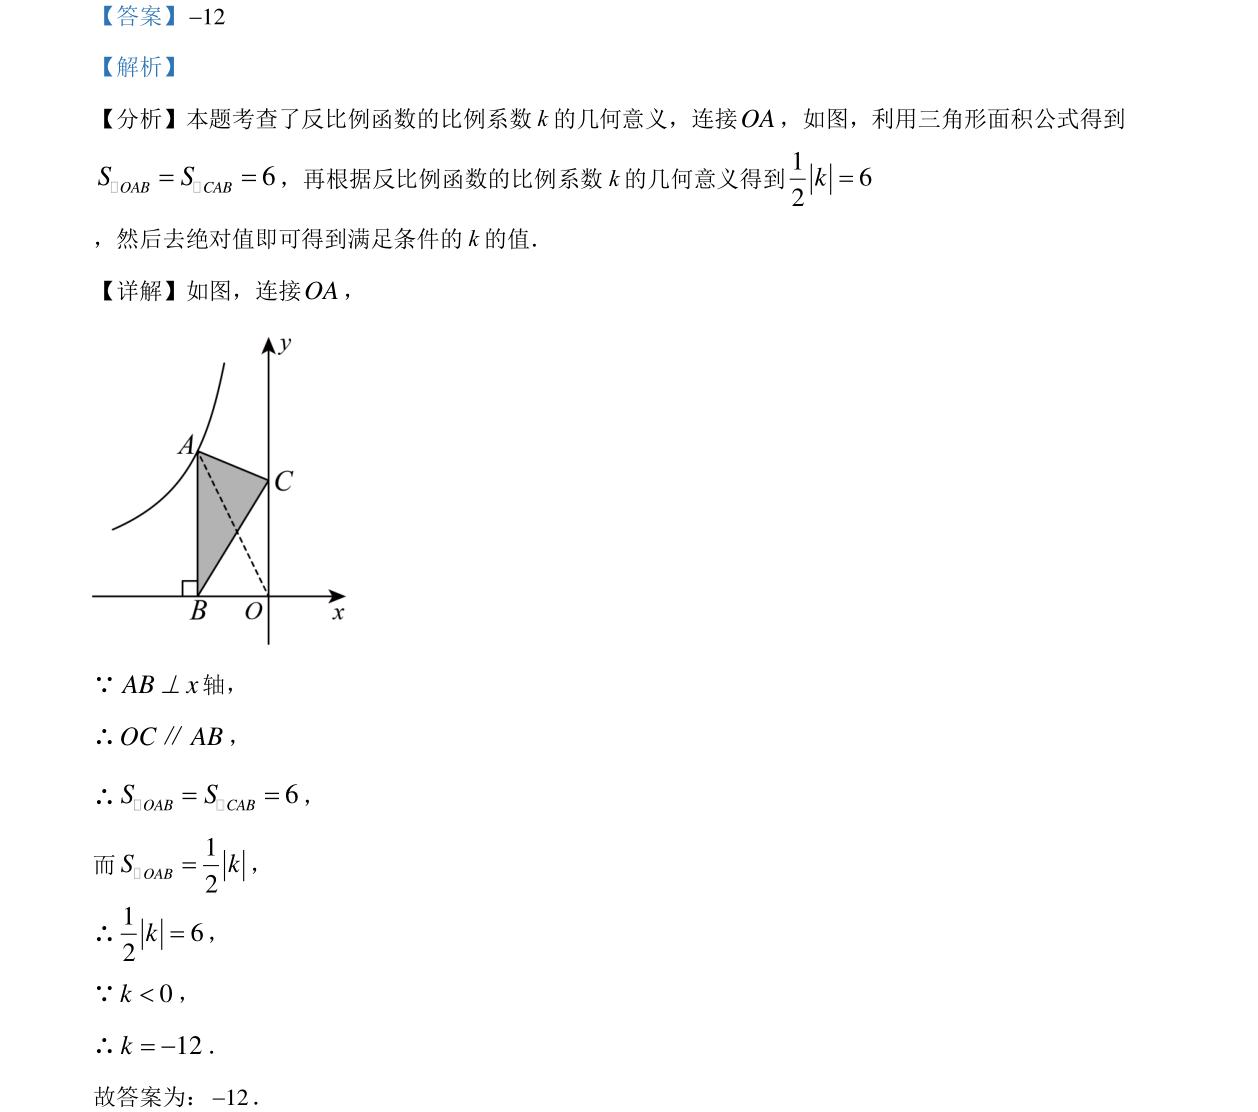 【答案】−12
【解析】
【分析】本题考查了反比例函数的比例系数 k 的几何意义，连接 OA，如图，利用三角形面积公式得到
S□OAB = S□CAB = 6，再根据反比例函数的比例系数 k 的几何意义得到 1/2|k| = 6
，然后去绝对值即可得到满足条件的 k 的值．
【详解】如图，连接 OA，
y
A
C
B O x
∵ AB ⊥ x 轴，
∴ OC ∥ AB，
∴ S□OAB = S□CAB = 6，
而 S□OAB = 1/2|k|，
∴ 1/2|k| = 6，
∵ k < 0，
∴ k = −12．
故答案为：−12．